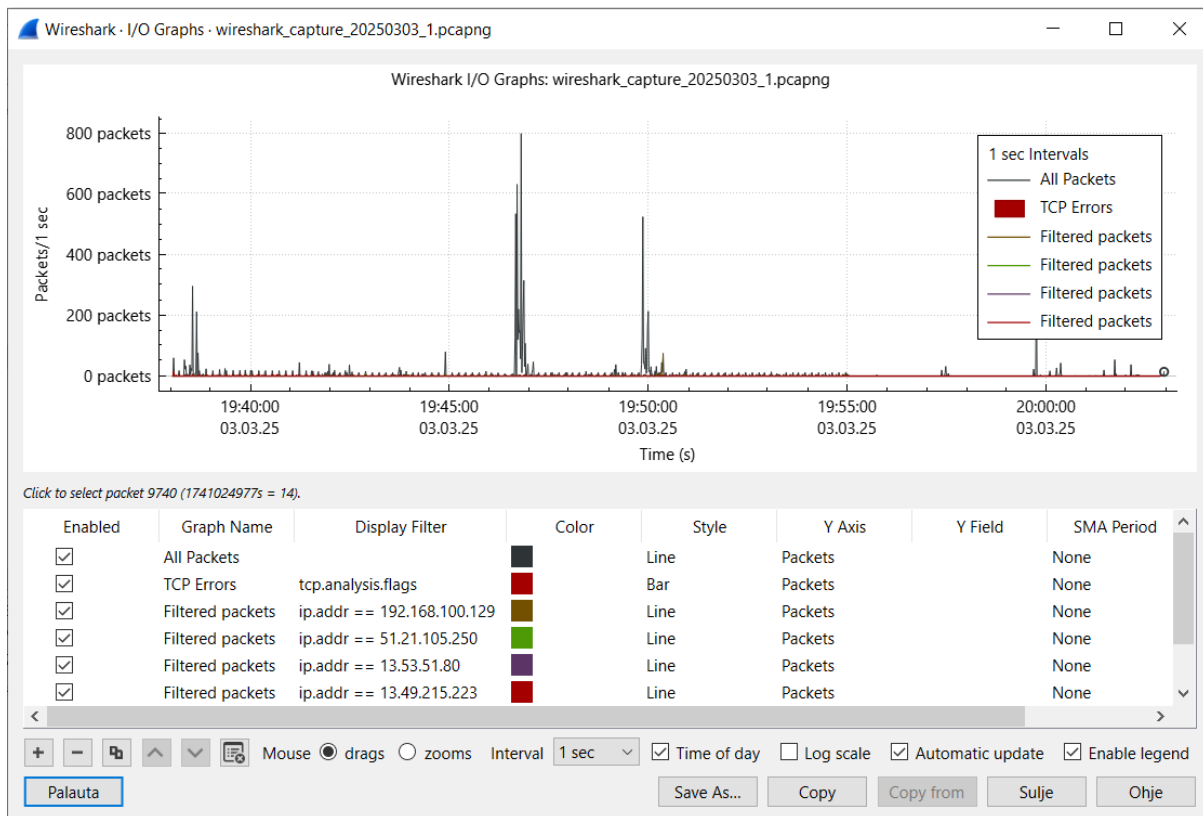 Wireshark · I/O Graphs · wireshark_capture_20250303_1.pcapng
Wireshark I/O Graphs: wireshark_capture_20250303_1.pcapng
800 packets
600 packets
400 packets
200 packets
0 packets
Packets/1 sec
1 sec Intervals
All Packets
TCP Errors
Filtered packets
Filtered packets
Filtered packets
Filtered packets
19:40:00 19:45:00 19:50:00 19:55:00 20:00:00
03.03.25 03.03.25 03.03.25 03.03.25 03.03.25
Time (s)
Click to select packet 9740 (1741024977s = 14).
Enabled Graph Name Display Filter Color Style Y Axis Y Field SMA Period
All Packets Line Packets None
TCP Errors tcp.analysis.flags Bar Packets None
Filtered packets ip.addr == 192.168.100.129 Line Packets None
Filtered packets ip.addr == 51.21.105.250 Line Packets None
Filtered packets ip.addr == 13.53.51.80 Line Packets None
Filtered packets ip.addr == 13.49.215.223 Line Packets None
Mouse drags zooms Interval 1 sec Time of day Log scale Automatic update Enable legend
Palauta Save As... Copy Copy from Sulje Ohje